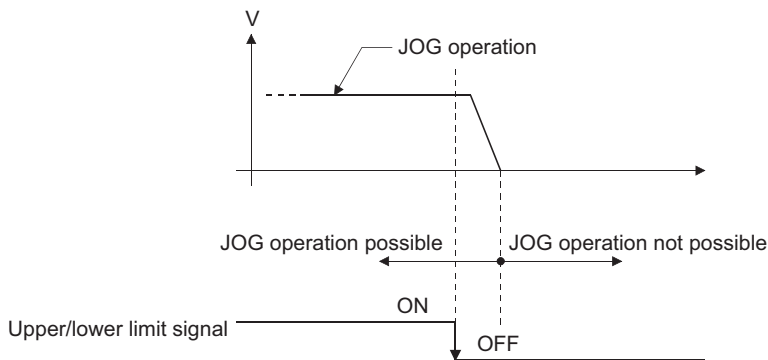 V
JOG operation
JOG operation possible
JOG operation not possible
ON
Upper/lower limit signal
OFF